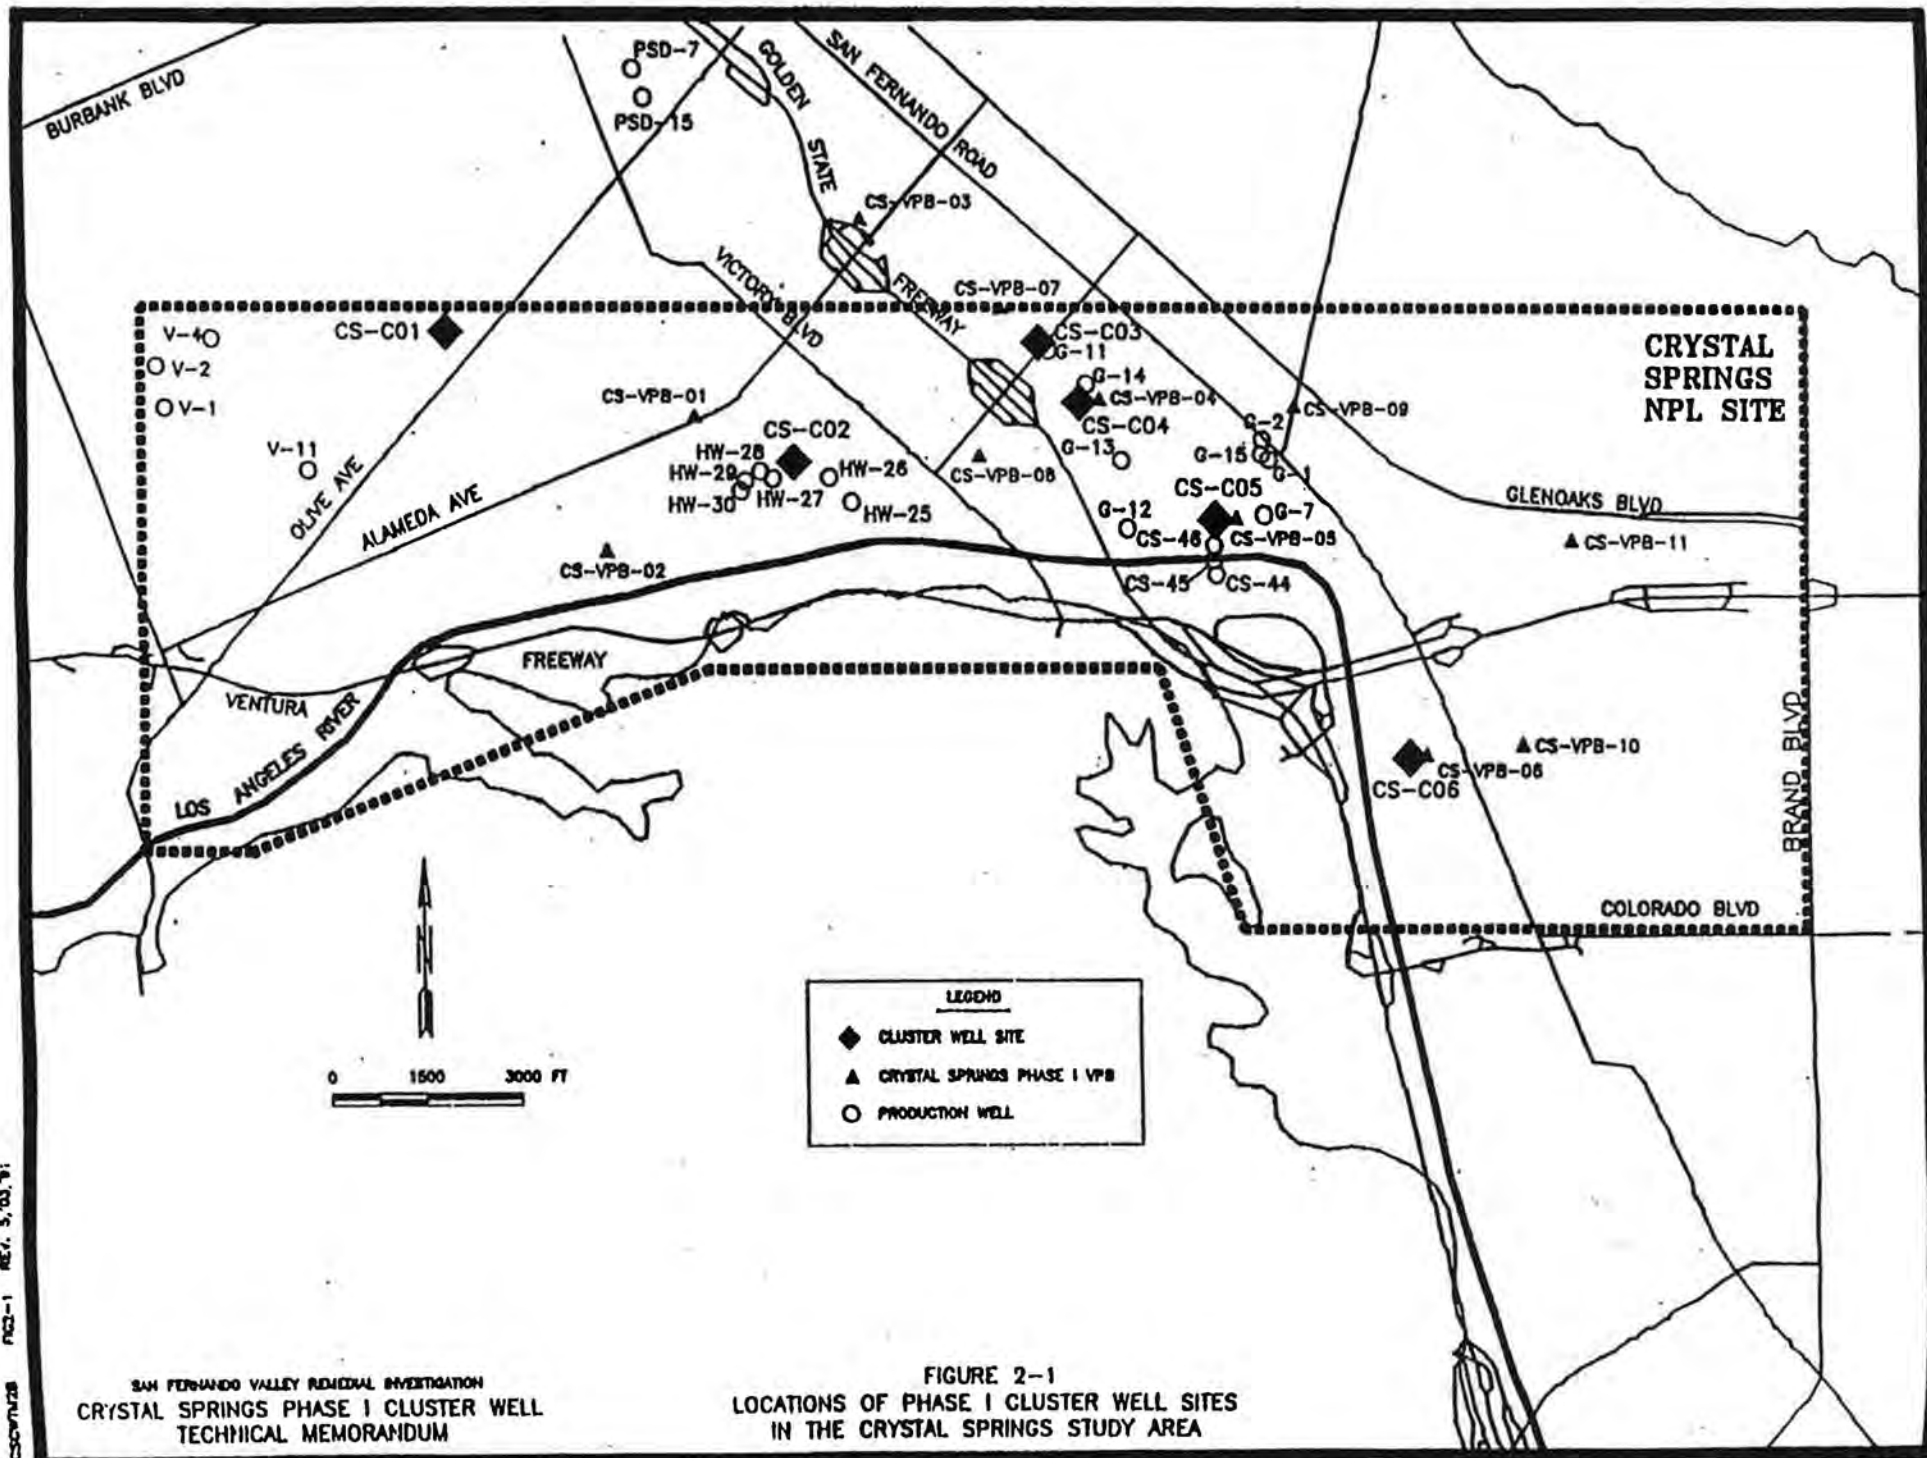 PSD-7
PSD-15
BURBANK BLVD
GOLDEN
STATE
FREEWAY
SAN FERNANDO ROAD
CS-VPB-03
VICTORY BLVD
CS-VPB-07
CRYSTAL
SPRINGS
NPL SITE
V-4
V-2
V-1
V-11
CS-C01
CS-C03
G-11
G-14
CS-VPB-04
CS-C04
CS-VPB-01
CS-C02
HW-28
HW-29
HW-30
HW-27
HW-26
HW-25
CS-VPB-08
G-13
G-2
G-15
G-1
CS-VPB-09
OLIVE AVE
ALAMEDA AVE
CS-C05
G-7
G-12
CS-46
CS-VPB-05
CS-45
CS-44
GLENOAKS BLVD
CS-VPB-11
CS-VPB-02
VENTURA
FREEWAY
LOS ANGELES RIVER
CS-VPB-10
CS-VPB-06
CS-C06
BRAND BLVD
COLORADO BLVD
N
0 1500 3000 FT
LEGEND
CLUSTER WELL SITE
CRYSTAL SPRINGS PHASE I VPB
PRODUCTION WELL
SAN FERNANDO VALLEY REMEDIAL INVESTIGATION
CRYSTAL SPRINGS PHASE I CLUSTER WELL
TECHNICAL MEMORANDUM
FIGURE 2-1
LOCATIONS OF PHASE I CLUSTER WELL SITES
IN THE CRYSTAL SPRINGS STUDY AREA
FIG2-1